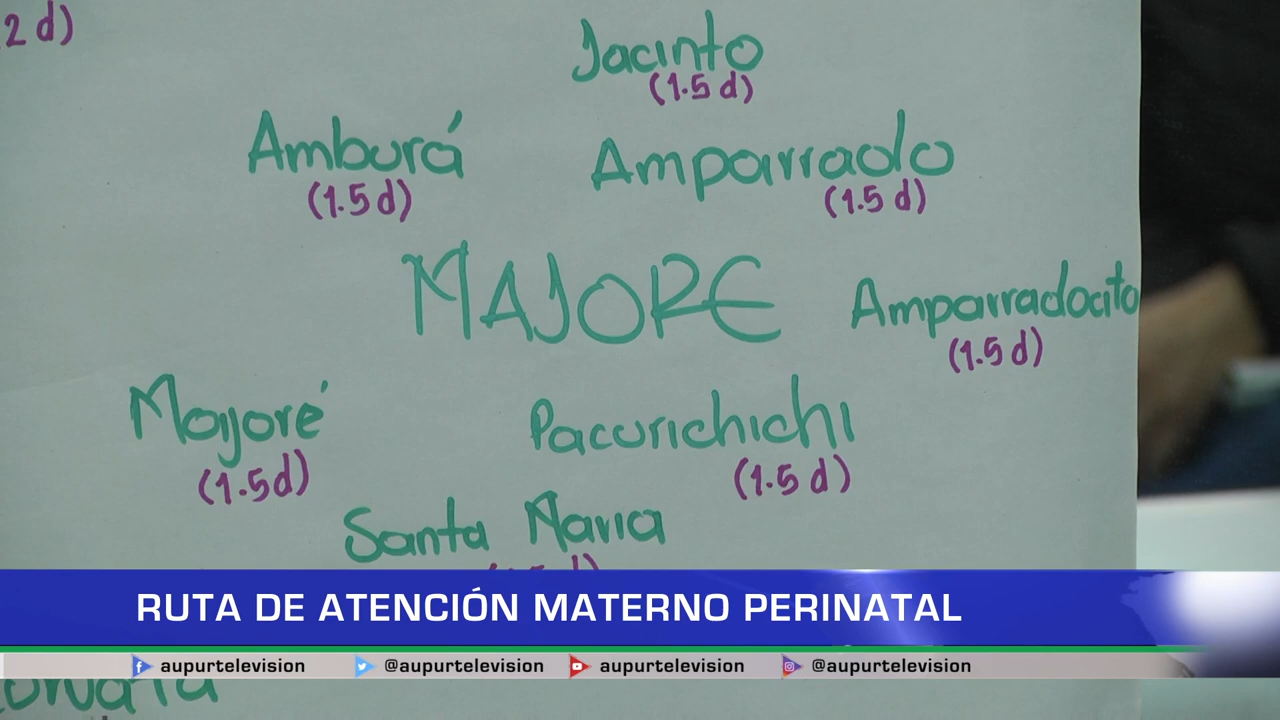 2 d)
Jacinto
(1.5 d)
Amburá
(1.5 d)
Amparrado
(1.5 d)
MAJORE
Amparradocito
(1.5 d)
Majoré
(1.5d)
Pacurichichi
(1.5 d)
Santa Maria
RUTA DE ATENCIÓN MATERNO PERINATAL
aupurtelevision @aupurtelevision aupurtelevision @aupurtelevision